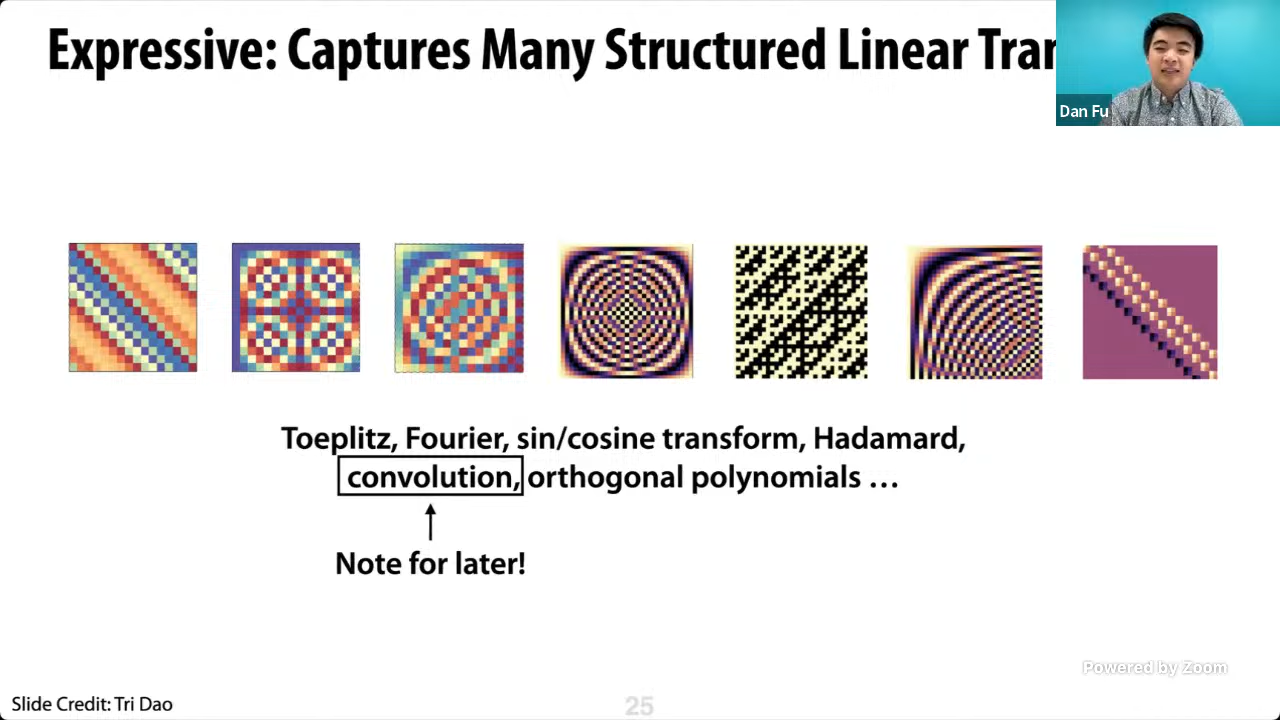 Expressive: Captures Many Structured Linear Tran
Dan Fu
Toeplitz, Fourier, sin/cosine transform, Hadamard,
convolution, orthogonal polynomials …
Note for later!
Powered by Zoom
Slide Credit: Tri Dao
25